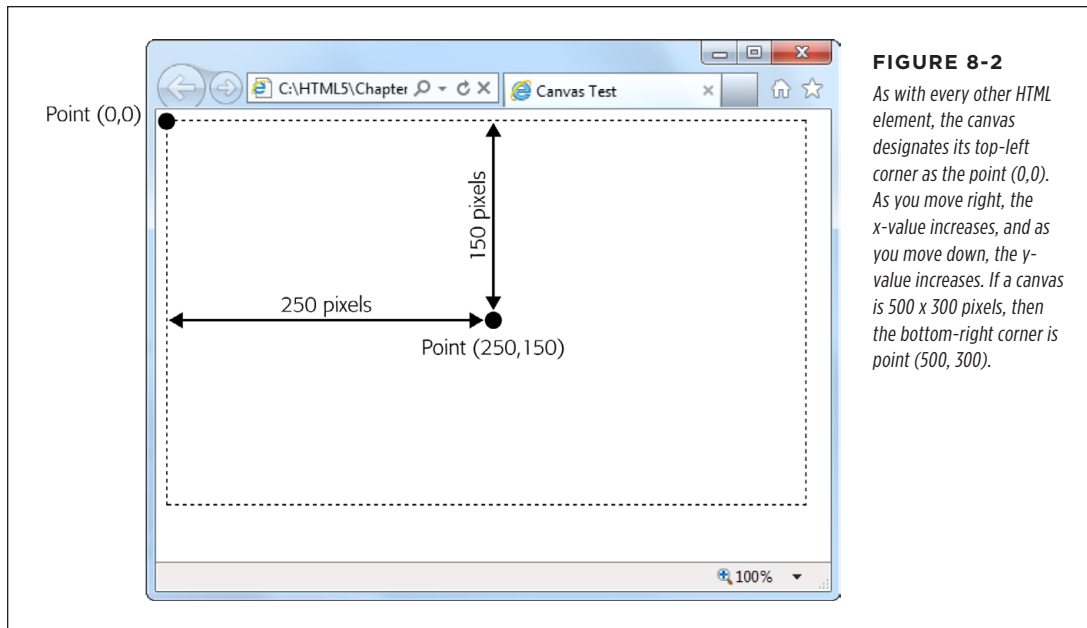 C:\HTML5\Chapter
Canvas Test
Point (0,0)
150 pixels
250 pixels
Point (250,150)
100%
FIGURE 8-2
As with every other HTML
element, the canvas
designates its top-left
corner as the point (0,0).
As you move right, the
x-value increases, and as
you move down, the y-
value increases. If a canvas
is 500 x 300 pixels, then
the bottom-right corner is
point (500, 300).